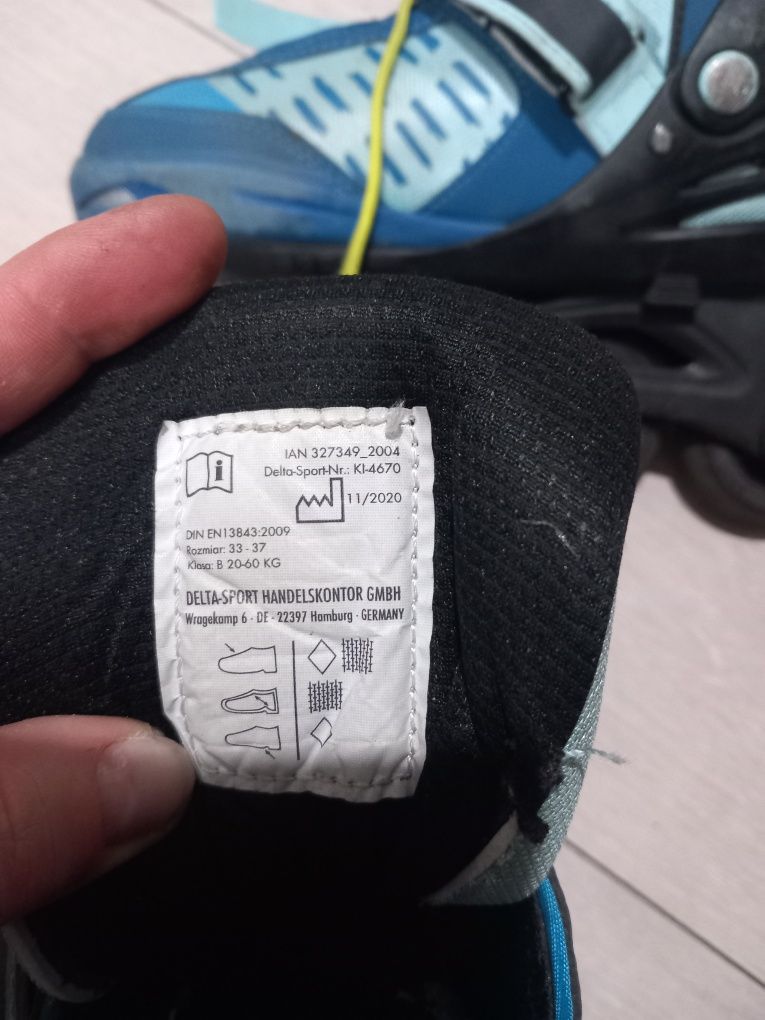 IAN 327349_2004
Delta-Sport-Nr.: KI-4670
11/2020
DIN EN13843:2009
Rozmiar: 33 - 37
Klasa: B 20-60 KG
DELTA-SPORT HANDELSKONTOR GMBH
Wragekamp 6 · DE - 22397 Hamburg · GERMANY